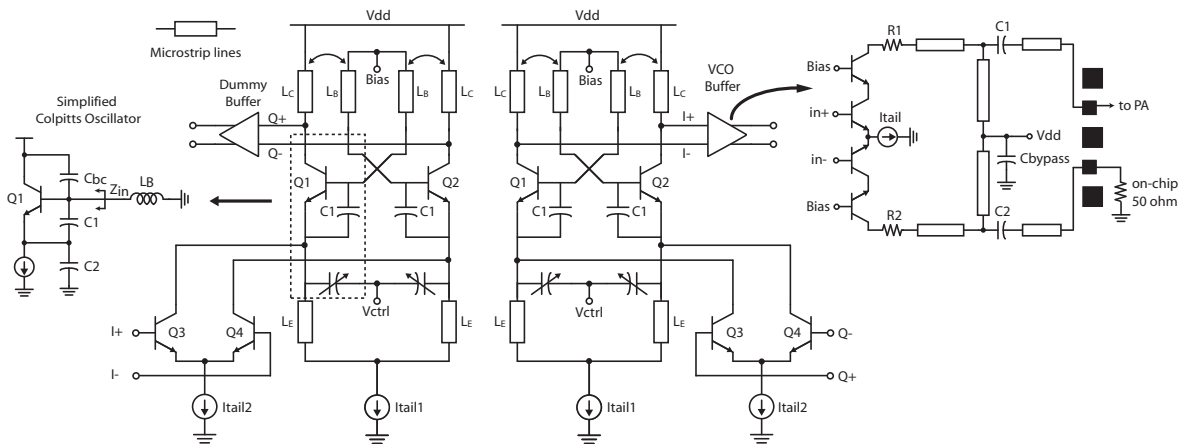 Microstrip lines
Simplified
Colpitts Oscillator
Q1
Cbc
Zin
LB
C1
C2
Vdd
Bias
LC
LB
LB
LC
Dummy
Buffer
Q+
Q-
Q1
Q2
C1
C1
Vctrl
LE
LE
I+
I-
Q3
Q4
Itail2
Itail1
Vdd
Bias
LC
LB
LB
LC
VCO
Buffer
I+
I-
Q1
Q2
C1
C1
Vctrl
LE
LE
Q3
Q4
Q-
Q+
Itail1
Itail2
R1
C1
Bias
in+
Itail
in-
Bias
R2
C2
Vdd
Cbypass
to PA
on-chip
50 ohm